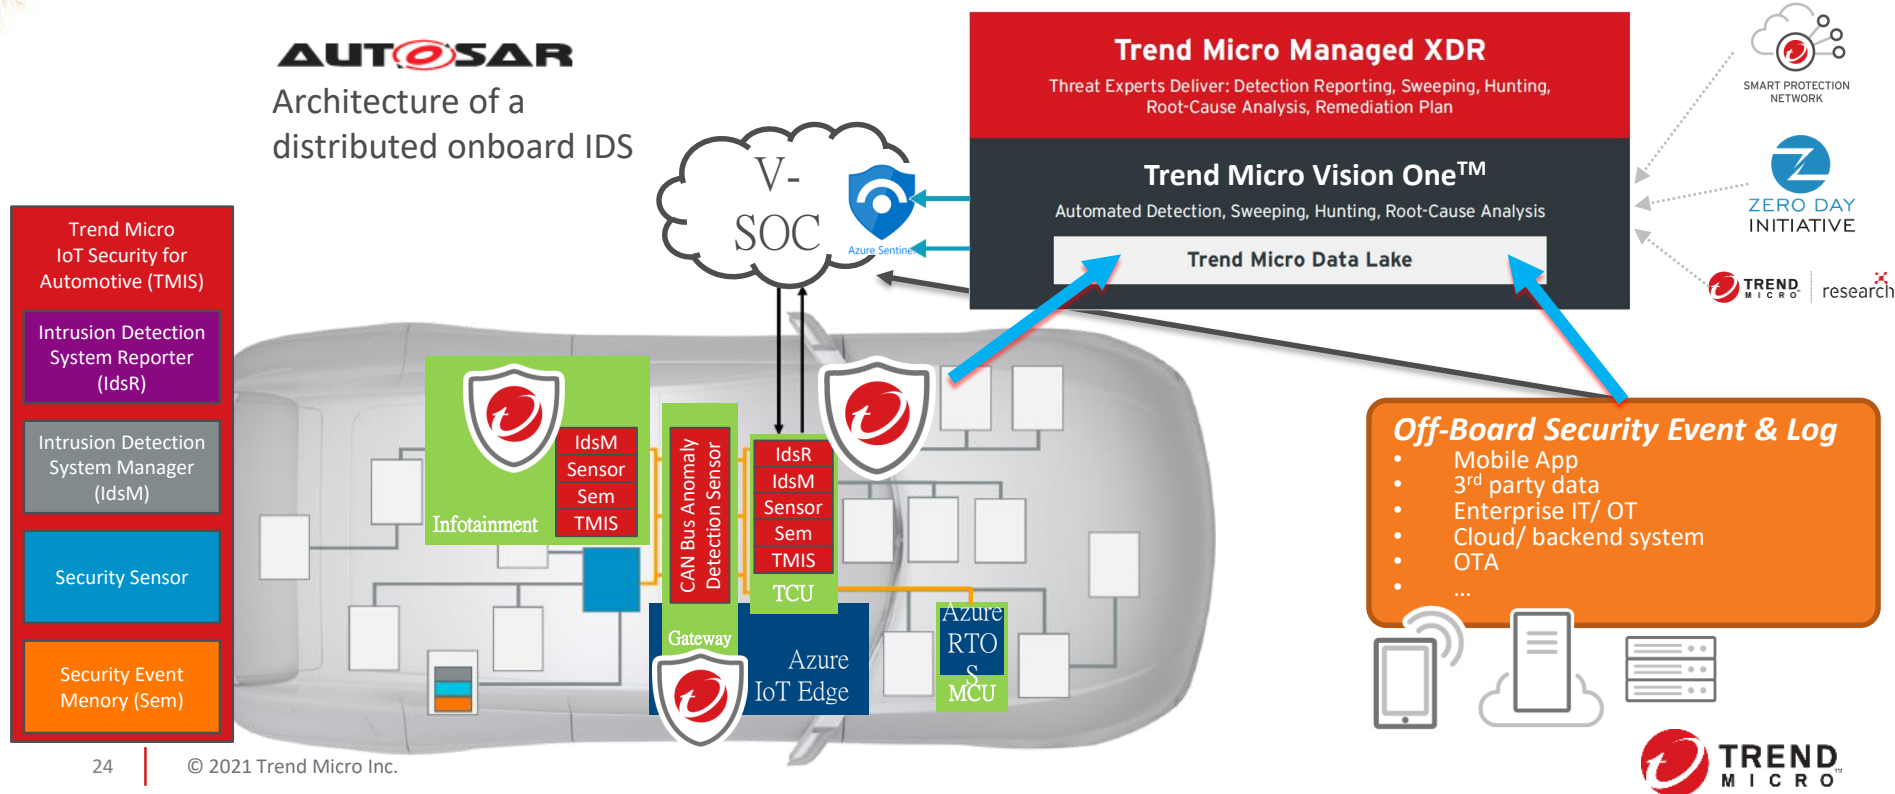 AUTOSAR
Architecture of a
distributed onboard IDS
Trend Micro Managed XDR
Threat Experts Deliver: Detection Reporting, Sweeping, Hunting,
Root-Cause Analysis, Remediation Plan
Trend Micro Vision One™
Automated Detection, Sweeping, Hunting, Root-Cause Analysis
Trend Micro Data Lake
SMART PROTECTION
NETWORK
ZERO DAY
INITIATIVE
TREND
MICRO
research
V-
SOC
Azure Sentinel
Trend Micro
IoT Security for
Automotive (TMIS)
Intrusion Detection
System Reporter
(IdsR)
Intrusion Detection
System Manager
(IdsM)
Security Sensor
Security Event
Menory (Sem)
IdsM
Sensor
Sem
TMIS
Infotainment
CAN Bus Anomaly
Detection Sensor
Gateway
IdsR
IdsM
Sensor
Sem
TMIS
TCU
Azure
IoT Edge
Azure
RTO
S
MCU
Off-Board Security Event & Log
• Mobile App
• 3rd party data
• Enterprise IT/ OT
• Cloud/ backend system
• OTA
• ...
24
© 2021 Trend Micro Inc.
TREND
MICRO™